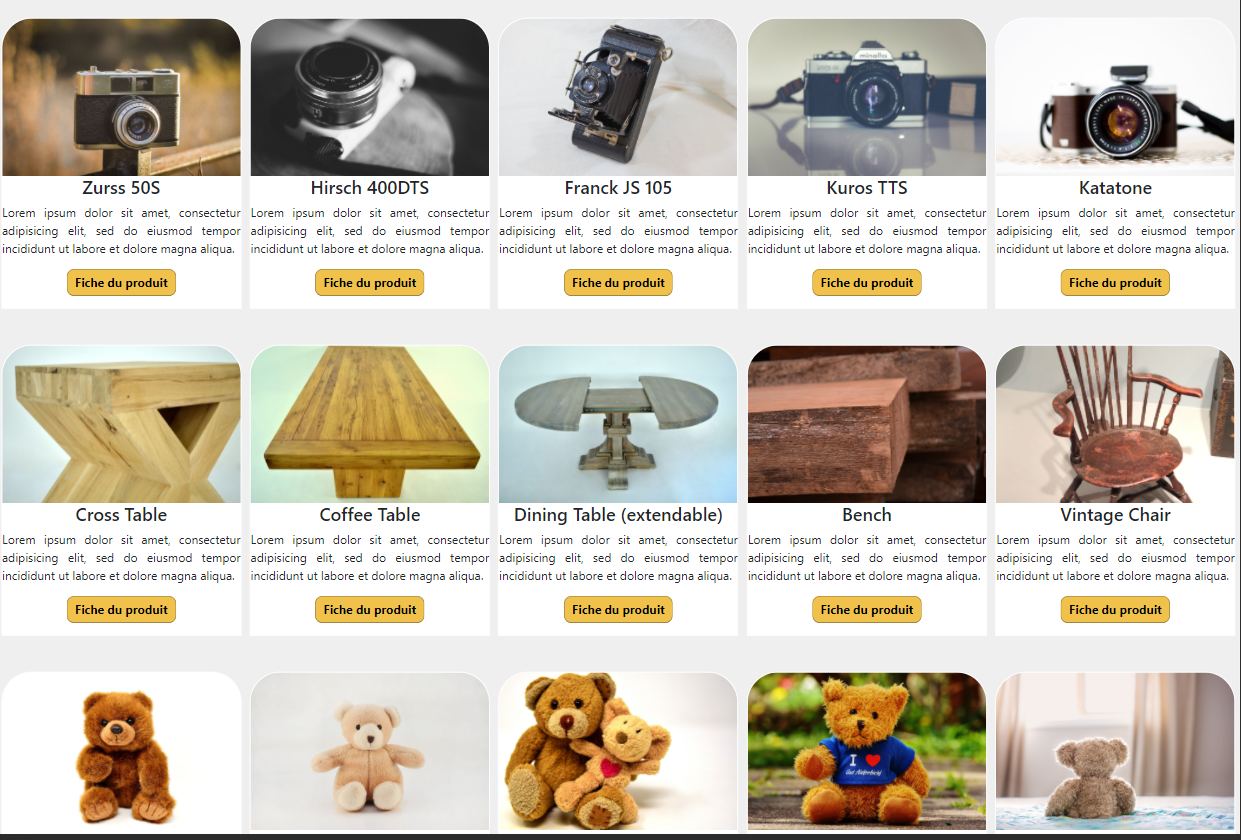 minolta
Zurss 50S
Hirsch 400DTS
Franck JS 105
Kuros TTS
Katatone
Lorem ipsum dolor sit amet, consectetur
adipisicing elit, sed do eiusmod tempor
incididunt ut labore et dolore magna aliqua.
Lorem ipsum dolor sit amet, consectetur
adipisicing elit, sed do eiusmod tempor
incididunt ut labore et dolore magna aliqua.
Lorem ipsum dolor sit amet, consectetur
adipisicing elit, sed do eiusmod tempor
incididunt ut labore et dolore magna aliqua.
Lorem ipsum dolor sit amet, consectetur
adipisicing elit, sed do eiusmod tempor
incididunt ut labore et dolore magna aliqua.
Lorem ipsum dolor sit amet, consectetur
adipisicing elit, sed do eiusmod tempor
incididunt ut labore et dolore magna aliqua.
Fiche du produit
Fiche du produit
Fiche du produit
Fiche du produit
Fiche du produit
Cross Table
Coffee Table
Dining Table (extendable)
Bench
Vintage Chair
Lorem ipsum dolor sit amet, consectetur
adipisicing elit, sed do eiusmod tempor
incididunt ut labore et dolore magna aliqua.
Lorem ipsum dolor sit amet, consectetur
adipisicing elit, sed do eiusmod tempor
incididunt ut labore et dolore magna aliqua.
Lorem ipsum dolor sit amet, consectetur
adipisicing elit, sed do eiusmod tempor
incididunt ut labore et dolore magna aliqua.
Lorem ipsum dolor sit amet, consectetur
adipisicing elit, sed do eiusmod tempor
incididunt ut labore et dolore magna aliqua.
Lorem ipsum dolor sit amet, consectetur
adipisicing elit, sed do eiusmod tempor
incididunt ut labore et dolore magna aliqua.
Fiche du produit
Fiche du produit
Fiche du produit
Fiche du produit
Fiche du produit
I